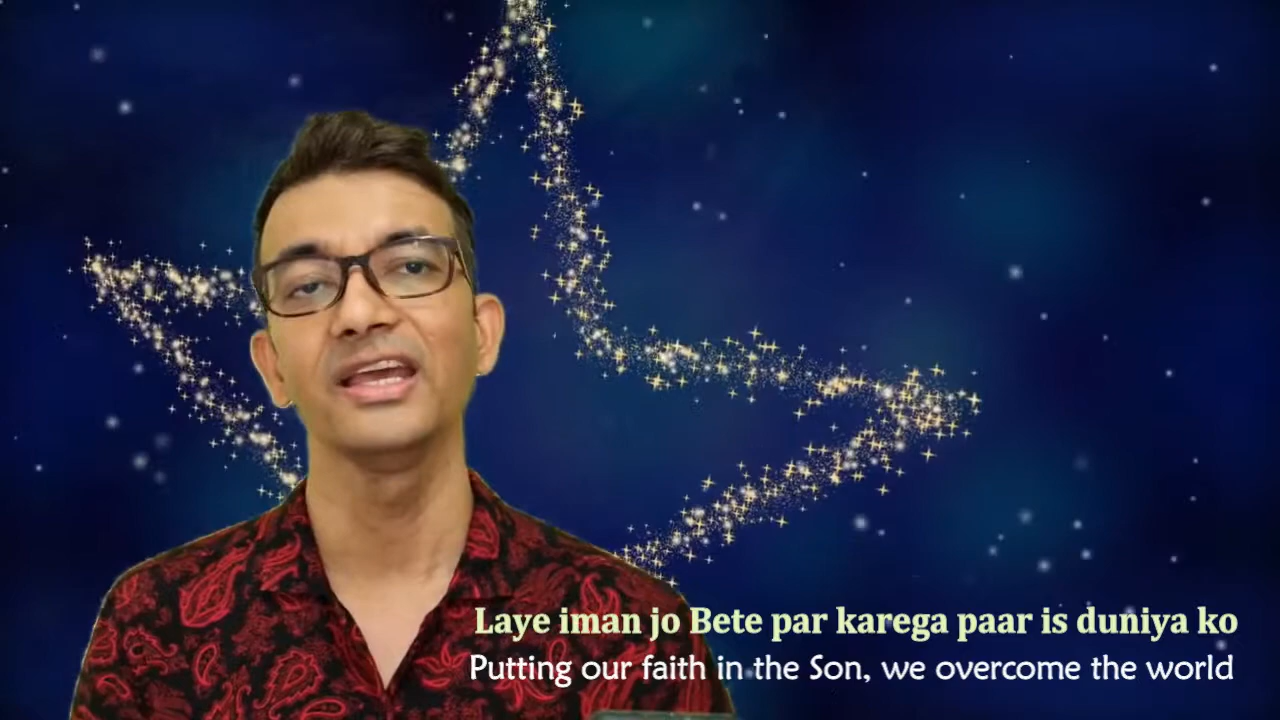 Laye iman jo Bete par karega paar is duniya ko
Putting our faith in the Son, we overcome the world